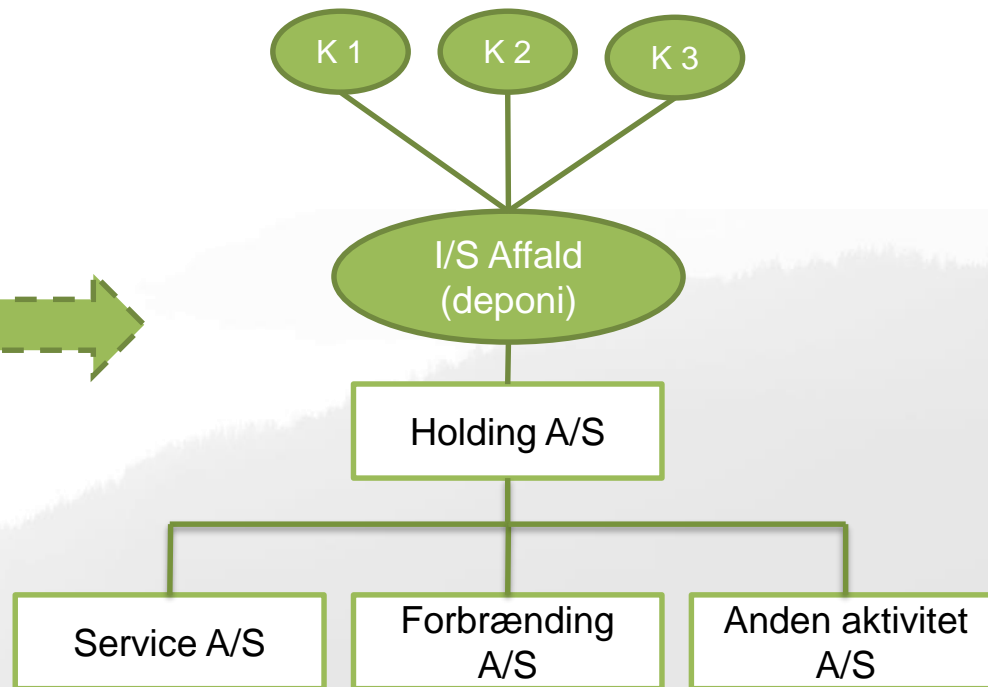 K 1
K 2
K 3
I/S Affald
(deponi)
Holding A/S
Service A/S
Forbrænding
A/S
Anden aktivitet
A/S